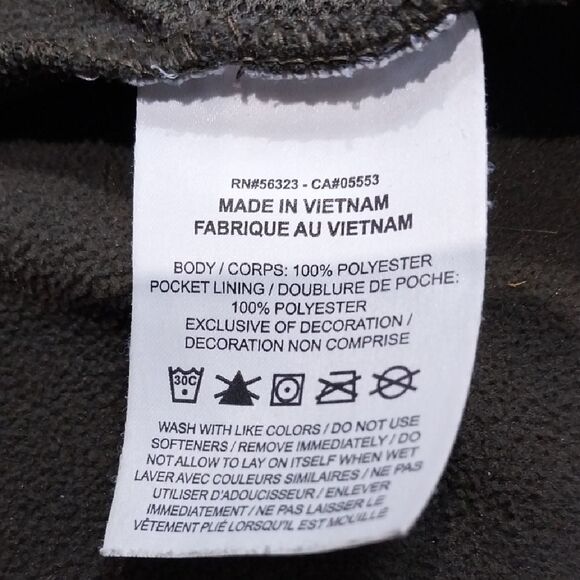 RN#56323 - CA#05553
MADE IN VIETNAM
FABRIQUE AU VIETNAM
BODY / CORPS: 100% POLYESTER
POCKET LINING / DOUBLURE DE POCHE:
100% POLYESTER
EXCLUSIVE OF DECORATION /
DECORATION NON COMPRISE
30C
WASH WITH LIKE COLORS / DO NOT USE
SOFTENERS / REMOVE IMMEDIATELY / DO
NOT ALLOW TO LAY ON ITSELF WHEN WET
LAVER AVEC COULEURS SIMILAIRES / NE PAS
UTILISER D'ADOUCISSEUR / ENLEVER
IMMEDIATEMENT / NE PAS LAISSER LE
VÊTEMENT PLIÉ LORSQU'IL EST MOUILLÉ